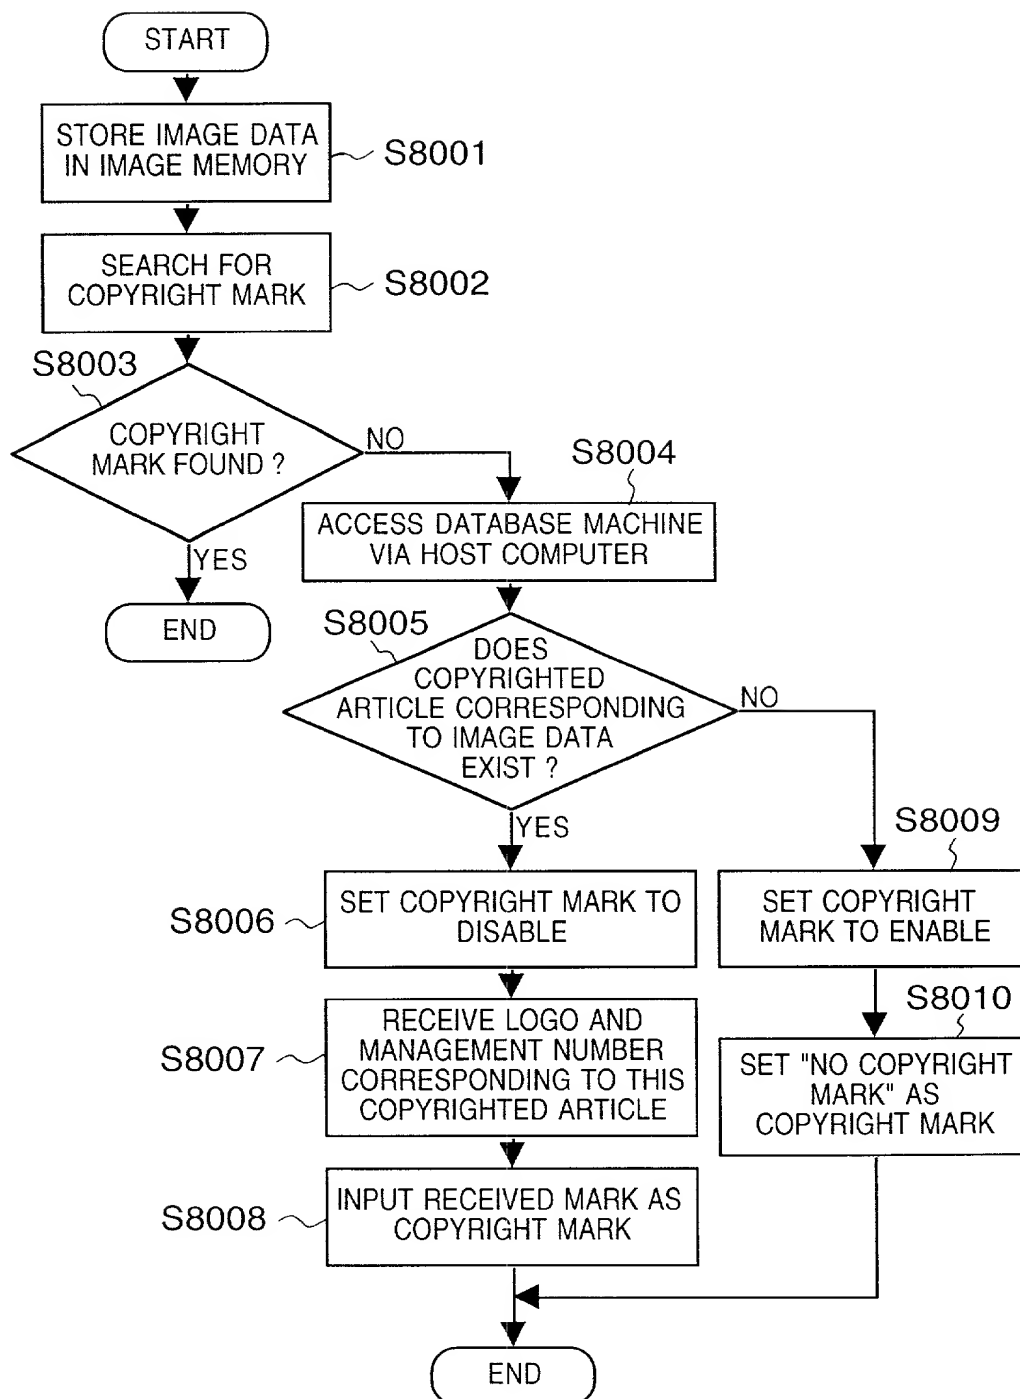 START
STORE IMAGE DATA
IN IMAGE MEMORY
S8001
SEARCH FOR
COPYRIGHT MARK
S8002
S8003
COPYRIGHT
MARK FOUND ?
NO
YES
END
S8004
ACCESS DATABASE MACHINE
VIA HOST COMPUTER
S8005
DOES
COPYRIGHTED
ARTICLE CORRESPONDING
TO IMAGE DATA
EXIST ?
NO
YES
S8006
SET COPYRIGHT MARK TO
DISABLE
S8007
RECEIVE LOGO AND
MANAGEMENT NUMBER
CORRESPONDING TO THIS
COPYRIGHTED ARTICLE
S8008
INPUT RECEIVED MARK AS
COPYRIGHT MARK
S8009
SET COPYRIGHT
MARK TO ENABLE
S8010
SET "NO COPYRIGHT
MARK" AS
COPYRIGHT MARK
END